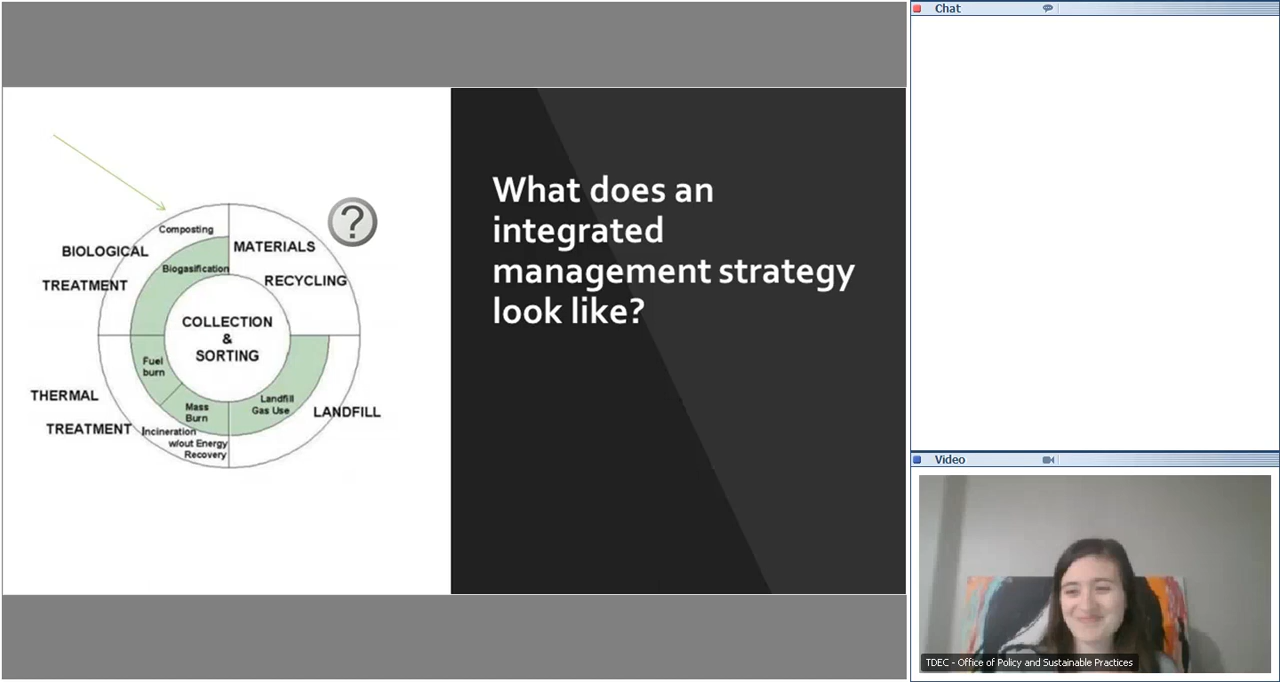 Chat
What does an
integrated
management strategy
look like?
?
Composting
BIOLOGICAL
MATERIALS
Biogasification
TREATMENT
RECYCLING
COLLECTION
&
SORTING
Fuel
burn
THERMAL
Mass
Burn
Landfill
Gas Use
LANDFILL
TREATMENT
Incineration
w/out Energy
Recovery
Video
TDEC - Office of Policy and Sustainable Practices